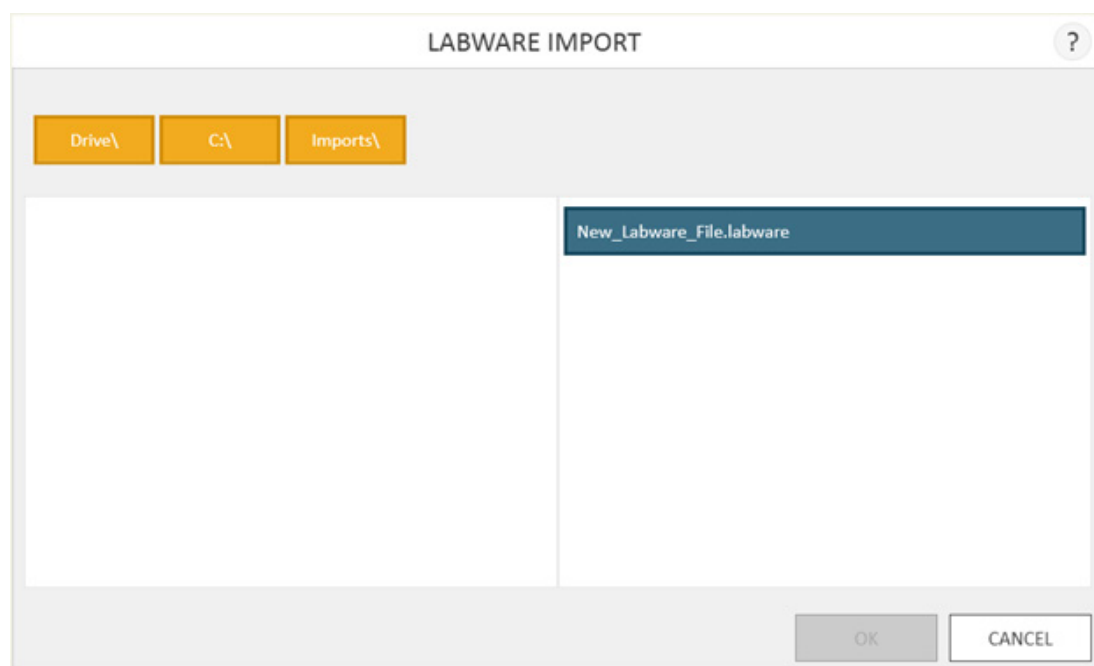 LABWARE IMPORT
?
Drive\ C:\ Imports\
New_Labware_File.labware
OK CANCEL